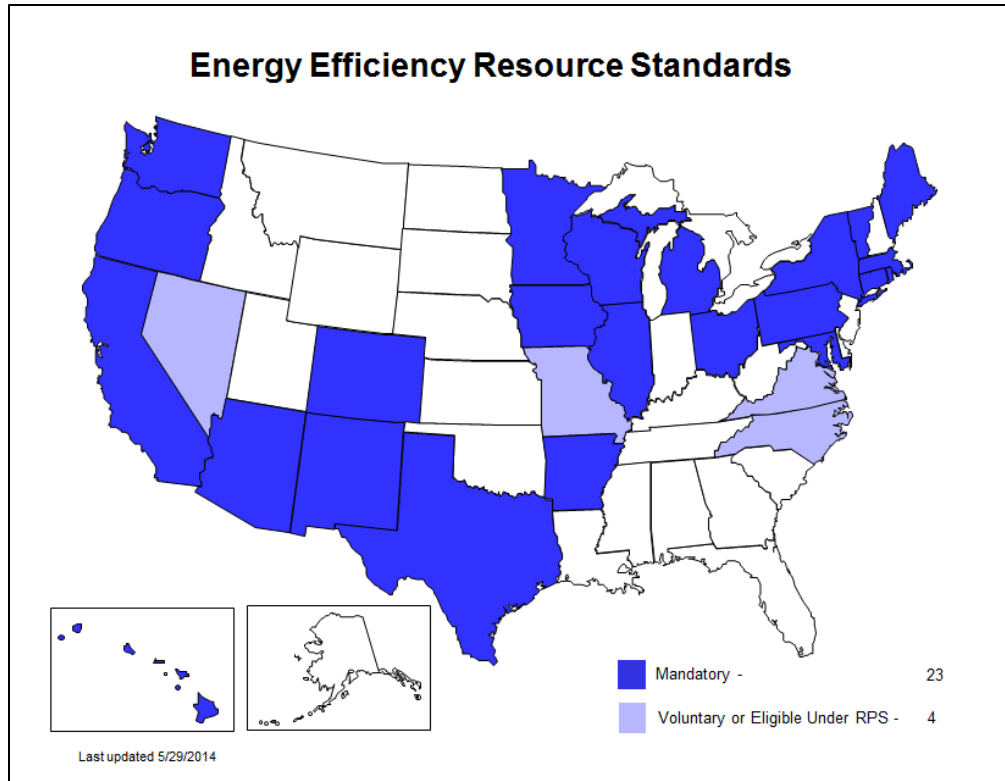 Energy Efficiency Resource Standards
Mandatory - 23
Voluntary or Eligible Under RPS - 4
Last updated 5/29/2014